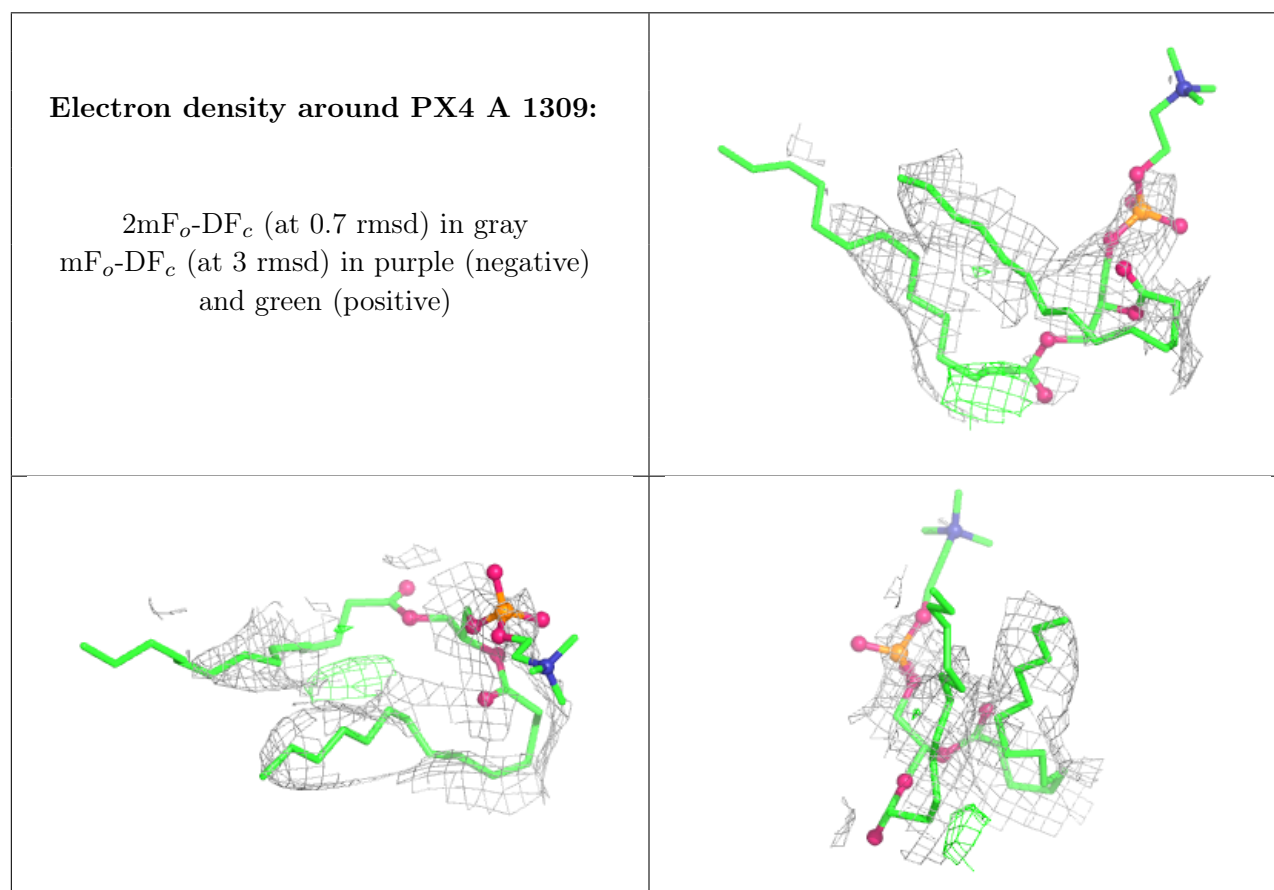 Electron density around PX4 A 1309:
2mFo-DFc (at 0.7 rmsd) in gray
mFo-DFc (at 3 rmsd) in purple (negative)
and green (positive)